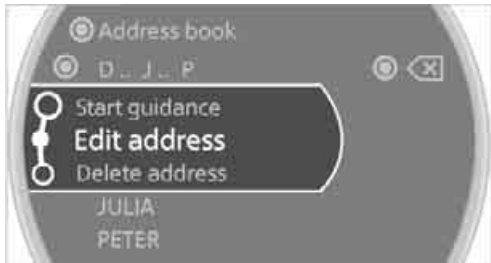 Address book
D .. J .. P
Start guidance
Edit address
Delete address
JULIA
PETER